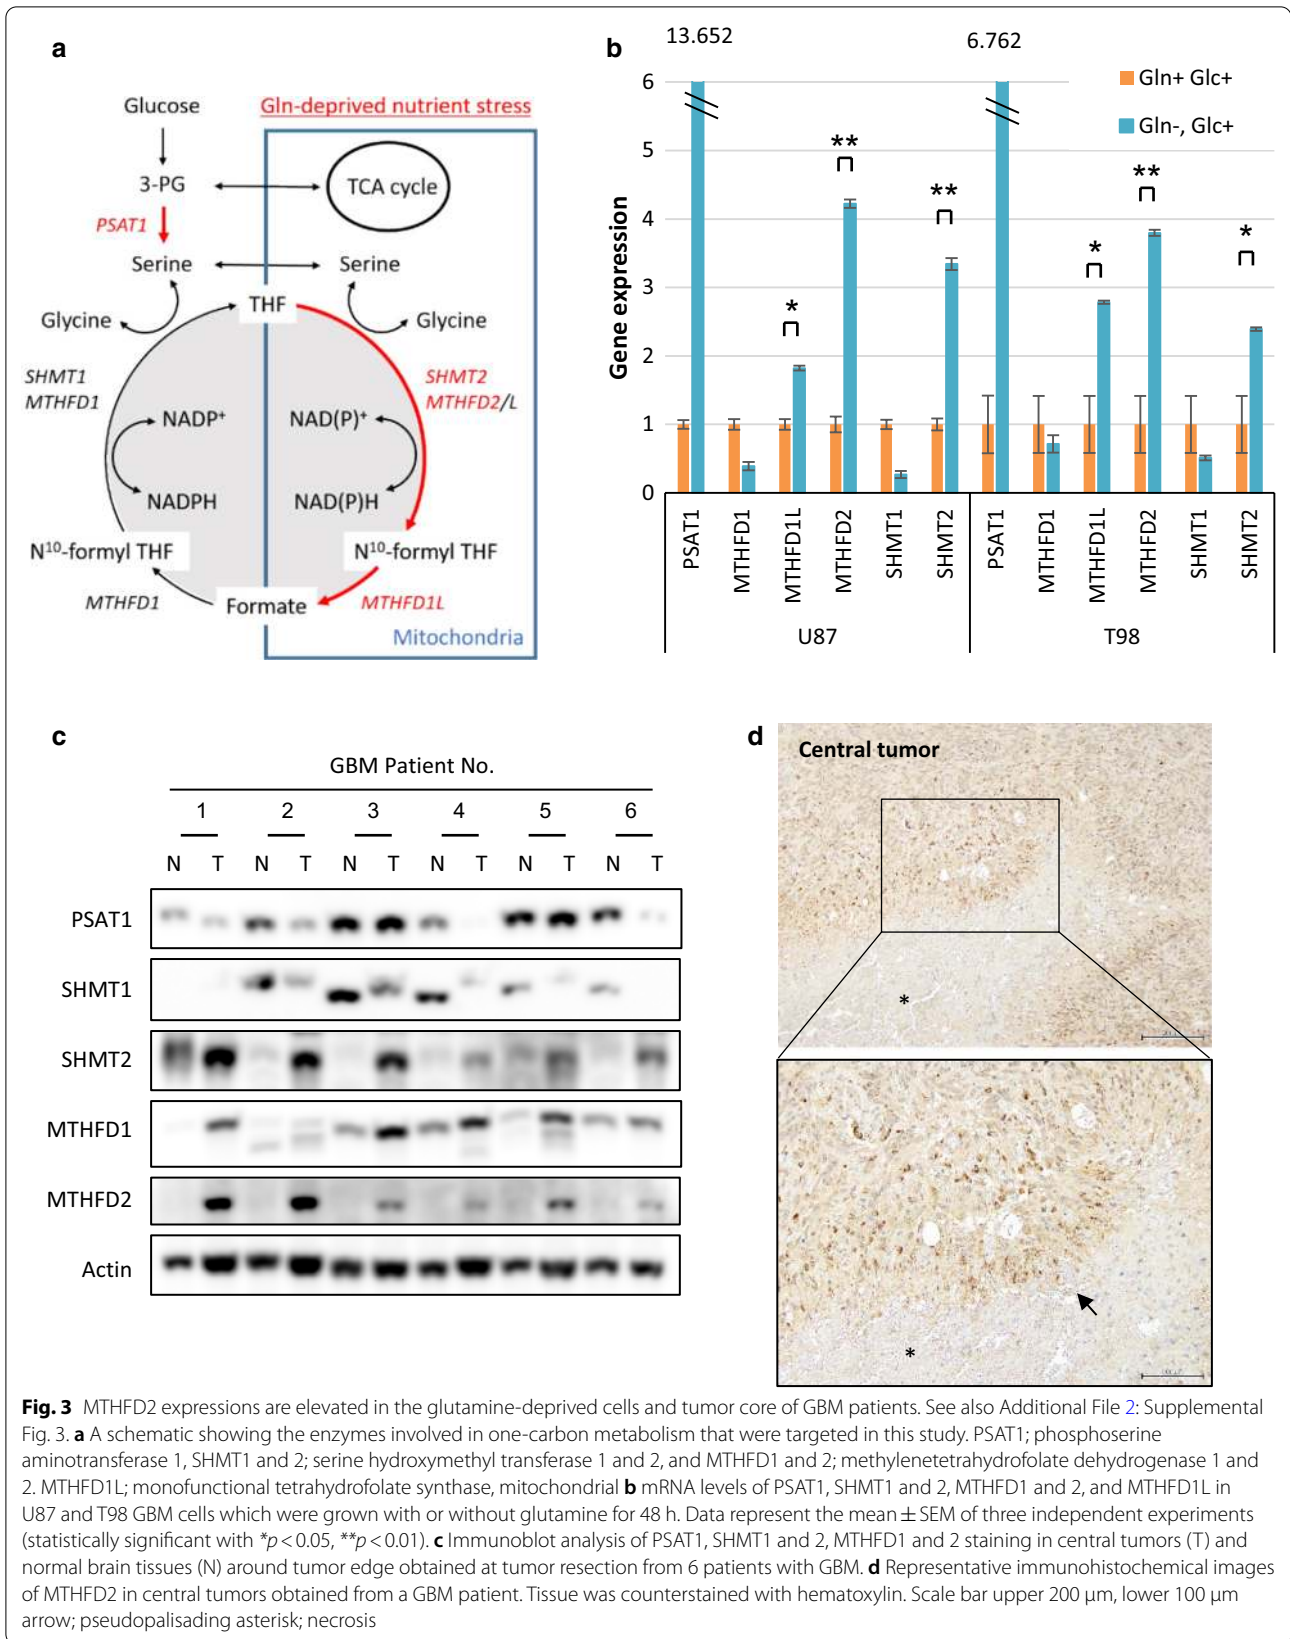 a
Glucose
Gln-deprived nutrient stress
3-PG
TCA cycle
PSAT1
Serine
Serine
THF
Glycine
Glycine
SHMT1
MTHFD1
SHMT2
MTHFD2/L
NADP⁺
NAD(P)⁺
NADPH
NAD(P)H
N¹⁰-formyl THF
N¹⁰-formyl THF
MTHFD1
Formate
MTHFD1L
Mitochondria
b
13.652
6.762
Gln+ Glc+
Gln-, Glc+
Gene expression
6
5
4
3
2
1
0
*
**
**
*
**
*
PSAT1
MTHFD1
MTHFD1L
MTHFD2
SHMT1
SHMT2
PSAT1
MTHFD1
MTHFD1L
MTHFD2
SHMT1
SHMT2
U87
T98
c
GBM Patient No.
1 2 3 4 5 6
N T N T N T N T N T N T
PSAT1
SHMT1
SHMT2
MTHFD1
MTHFD2
Actin
d
Central tumor
*
*
Fig. 3 MTHFD2 expressions are elevated in the glutamine-deprived cells and tumor core of GBM patients. See also Additional File 2: Supplemental
Fig. 3. a A schematic showing the enzymes involved in one-carbon metabolism that were targeted in this study. PSAT1; phosphoserine
aminotransferase 1, SHMT1 and 2; serine hydroxymethyl transferase 1 and 2, and MTHFD1 and 2; methylenetetrahydrofolate dehydrogenase 1 and
2. MTHFD1L; monofunctional tetrahydrofolate synthase, mitochondrial b mRNA levels of PSAT1, SHMT1 and 2, MTHFD1 and 2, and MTHFD1L in
U87 and T98 GBM cells which were grown with or without glutamine for 48 h. Data represent the mean ± SEM of three independent experiments
(statistically significant with *p < 0.05, **p < 0.01). c Immunoblot analysis of PSAT1, SHMT1 and 2, MTHFD1 and 2 staining in central tumors (T) and
normal brain tissues (N) around tumor edge obtained at tumor resection from 6 patients with GBM. d Representative immunohistochemical images
of MTHFD2 in central tumors obtained from a GBM patient. Tissue was counterstained with hematoxylin. Scale bar upper 200 μm, lower 100 μm
arrow; pseudopalisading asterisk; necrosis